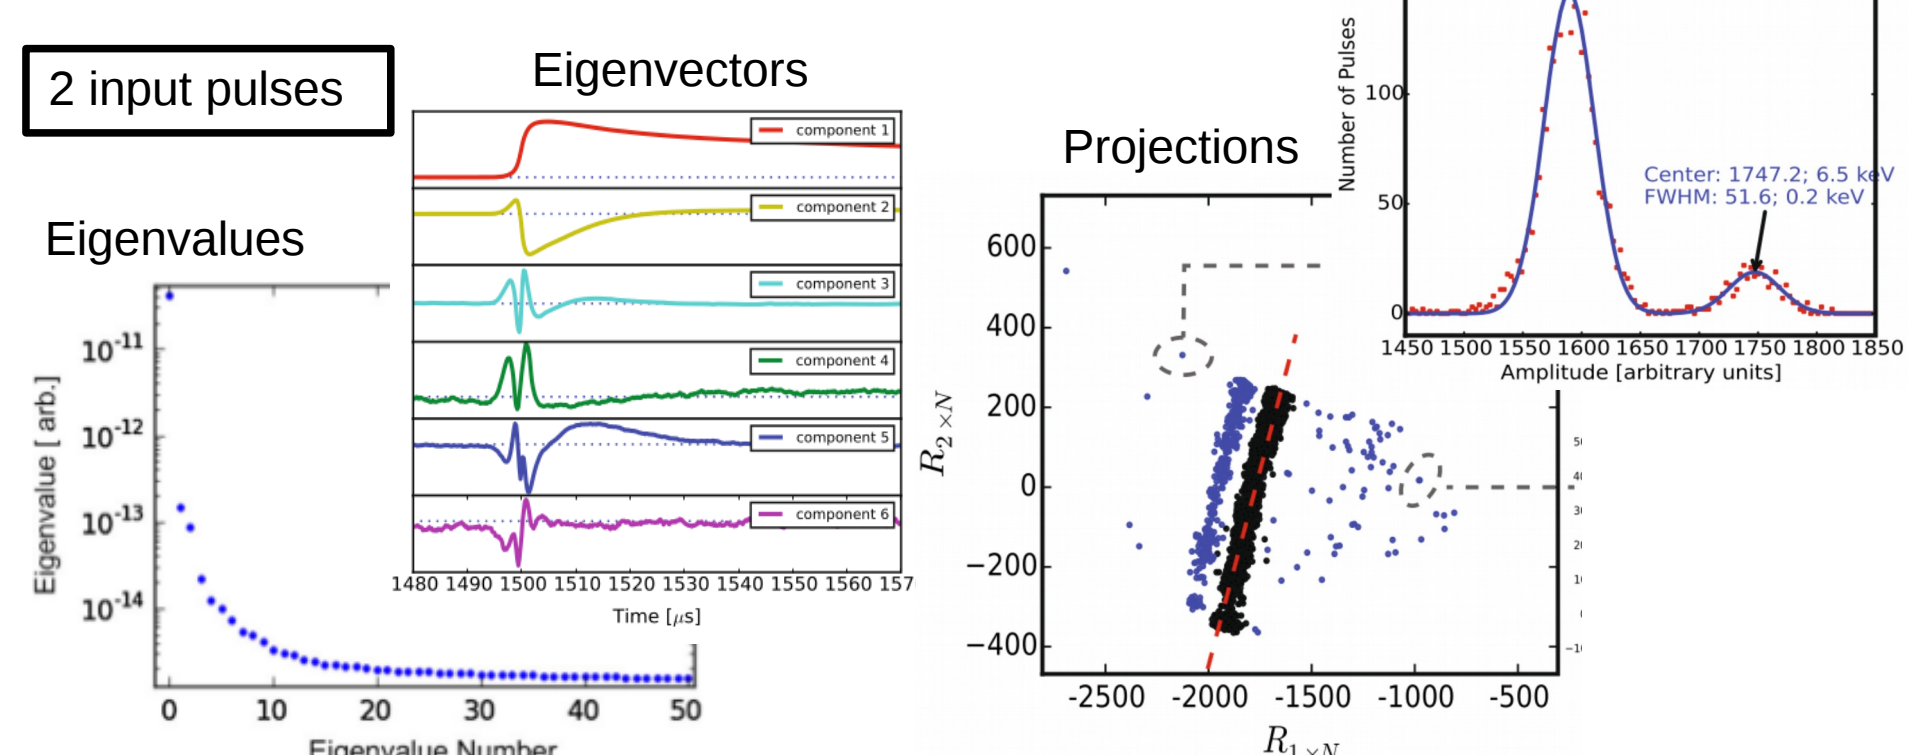 2 input pulses
Eigenvectors
Eigenvalues
Projections
component 1
component 2
component 3
component 4
component 5
component 6
1480 1490 1500 1510 1520 1530 1540 1550 1560 157
Time [μs]
Eigenvalue [ arb.]
10-11
10-12
10-13
10-14
0 10 20 30 40 50
Eigenvalue Number
R2×N
600
400
200
0
−200
−400
-2500 -2000 -1500 -1000 -500
R1×N
Number of Pulses
100
50
0
Center: 1747.2; 6.5 keV
FWHM: 51.6; 0.2 keV
1450 1500 1550 1600 1650 1700 1750 1800 1850
Amplitude [arbitrary units]